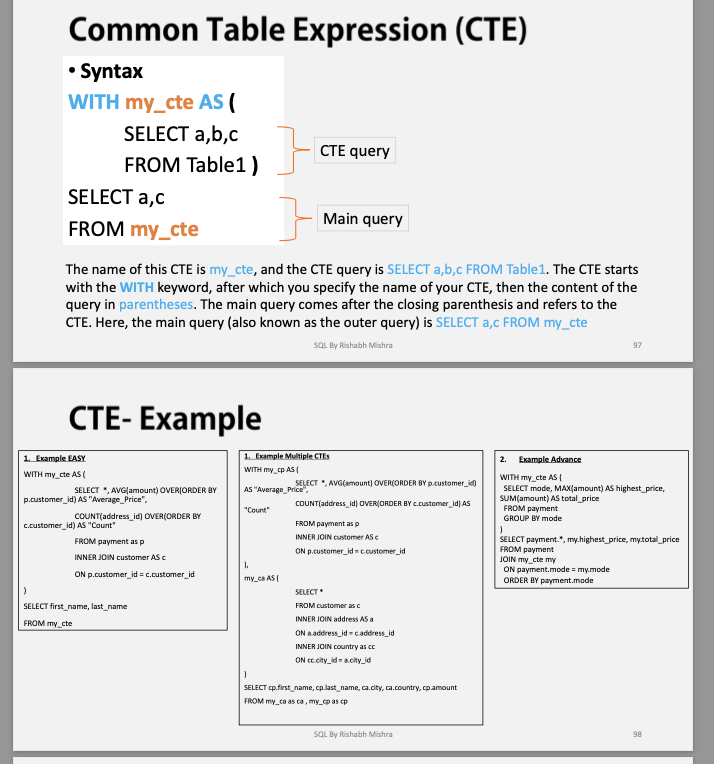 Common Table Expression (CTE)
• Syntax
WITH my_cte AS (
SELECT a,b,c
FROM Table1 )
CTE query
SELECT a,c
FROM my_cte
Main query
The name of this CTE is my_cte, and the CTE query is SELECT a,b,c FROM Table1. The CTE starts
with the WITH keyword, after which you specify the name of your CTE, then the content of the
query in parentheses. The main query comes after the closing parenthesis and refers to the
CTE. Here, the main query (also known as the outer query) is SELECT a,c FROM my_cte
SQL By Rishabh Mishra
97
CTE- Example
1. Example EASY
WITH my_cte AS (
SELECT *, AVG(amount) OVER(ORDER BY
p.customer_id) AS "Average_Price",
COUNT(address_id) OVER(ORDER BY
c.customer_id) AS "Count"
FROM payment as p
INNER JOIN customer AS c
ON p.customer_id = c.customer_id
)
SELECT first_name, last_name
FROM my_cte
1. Example Multiple CTEs
WITH my_cp AS (
SELECT *, AVG(amount) OVER(ORDER BY p.customer_id)
AS "Average_Price",
COUNT(address_id) OVER(ORDER BY c.customer_id) AS
"Count"
FROM payment as p
INNER JOIN customer AS c
ON p.customer_id = c.customer_id
),
my_ca AS (
SELECT *
FROM customer as c
INNER JOIN address AS a
ON a.address_id = c.address_id
INNER JOIN country as cc
ON cc.city_id = a.city_id
)
SELECT cp.first_name, cp.last_name, ca.city, ca.country, cp.amount
FROM my_ca as ca , my_cp as cp
2. Example Advance
WITH my_cte AS (
SELECT mode, MAX(amount) AS highest_price,
SUM(amount) AS total_price
FROM payment
GROUP BY mode
)
SELECT payment.*, my.highest_price, my.total_price
FROM payment
JOIN my_cte my
ON payment.mode = my.mode
ORDER BY payment.mode
SQL By Rishabh Mishra
98